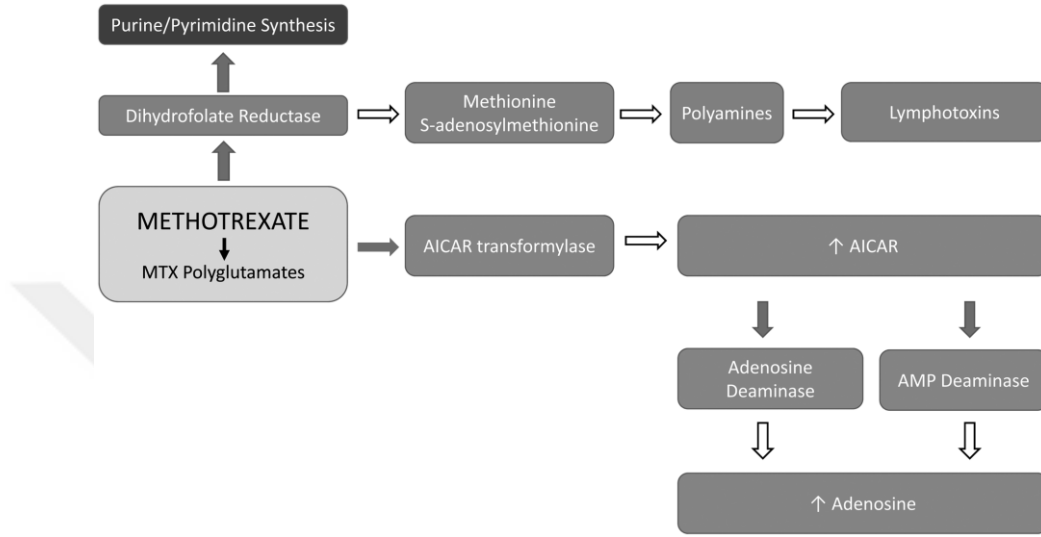 Purine/Pyrimidine Synthesis
Dihydrofolate Reductase
Methionine
S-adenosylmethionine
Polyamines
Lymphotoxins
METHOTREXATE
MTX Polyglutamates
AICAR transformylase
↑ AICAR
Adenosine
Deaminase
AMP Deaminase
↑ Adenosine